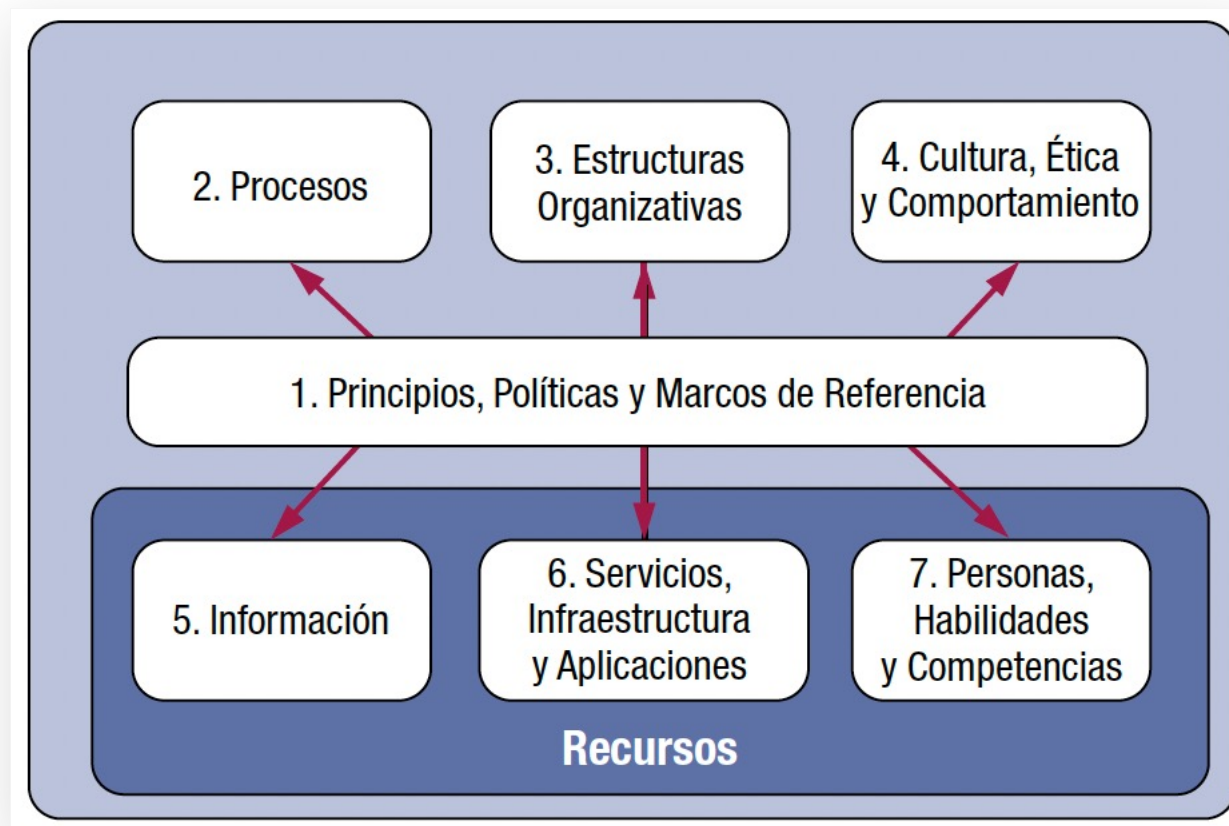 2. Procesos
3. Estructuras
Organizativas
4. Cultura, Ética
y Comportamiento
1. Principios, Políticas y Marcos de Referencia
5. Información
6. Servicios,
Infraestructura
y Aplicaciones
7. Personas,
Habilidades
y Competencias
Recursos